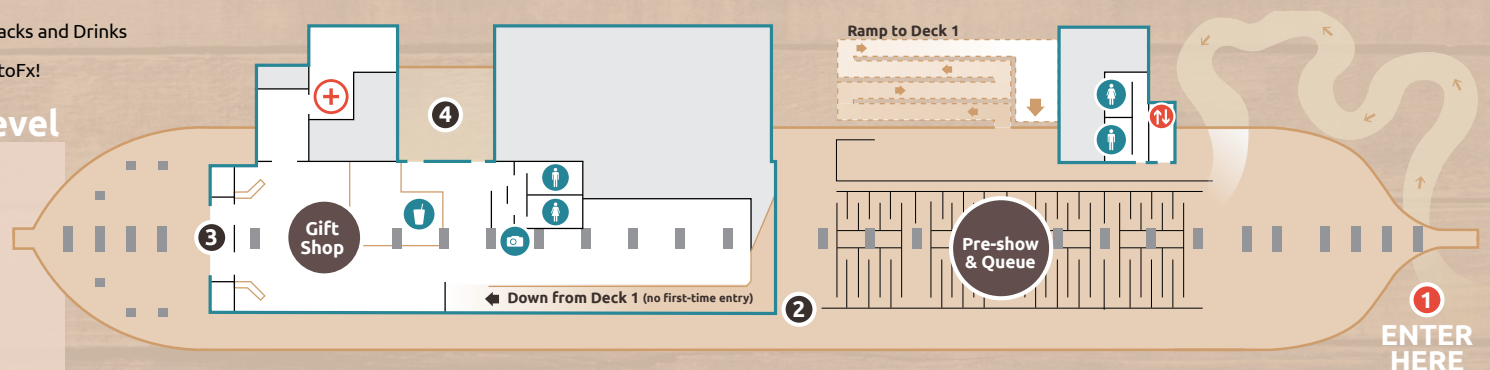 acks and Drinks
toFx!
evel
Ramp to Deck 1
4
3
Gift
Shop
Down from Deck 1 (no first-time entry)
2
Pre-show
& Queue
1
ENTER
HERE